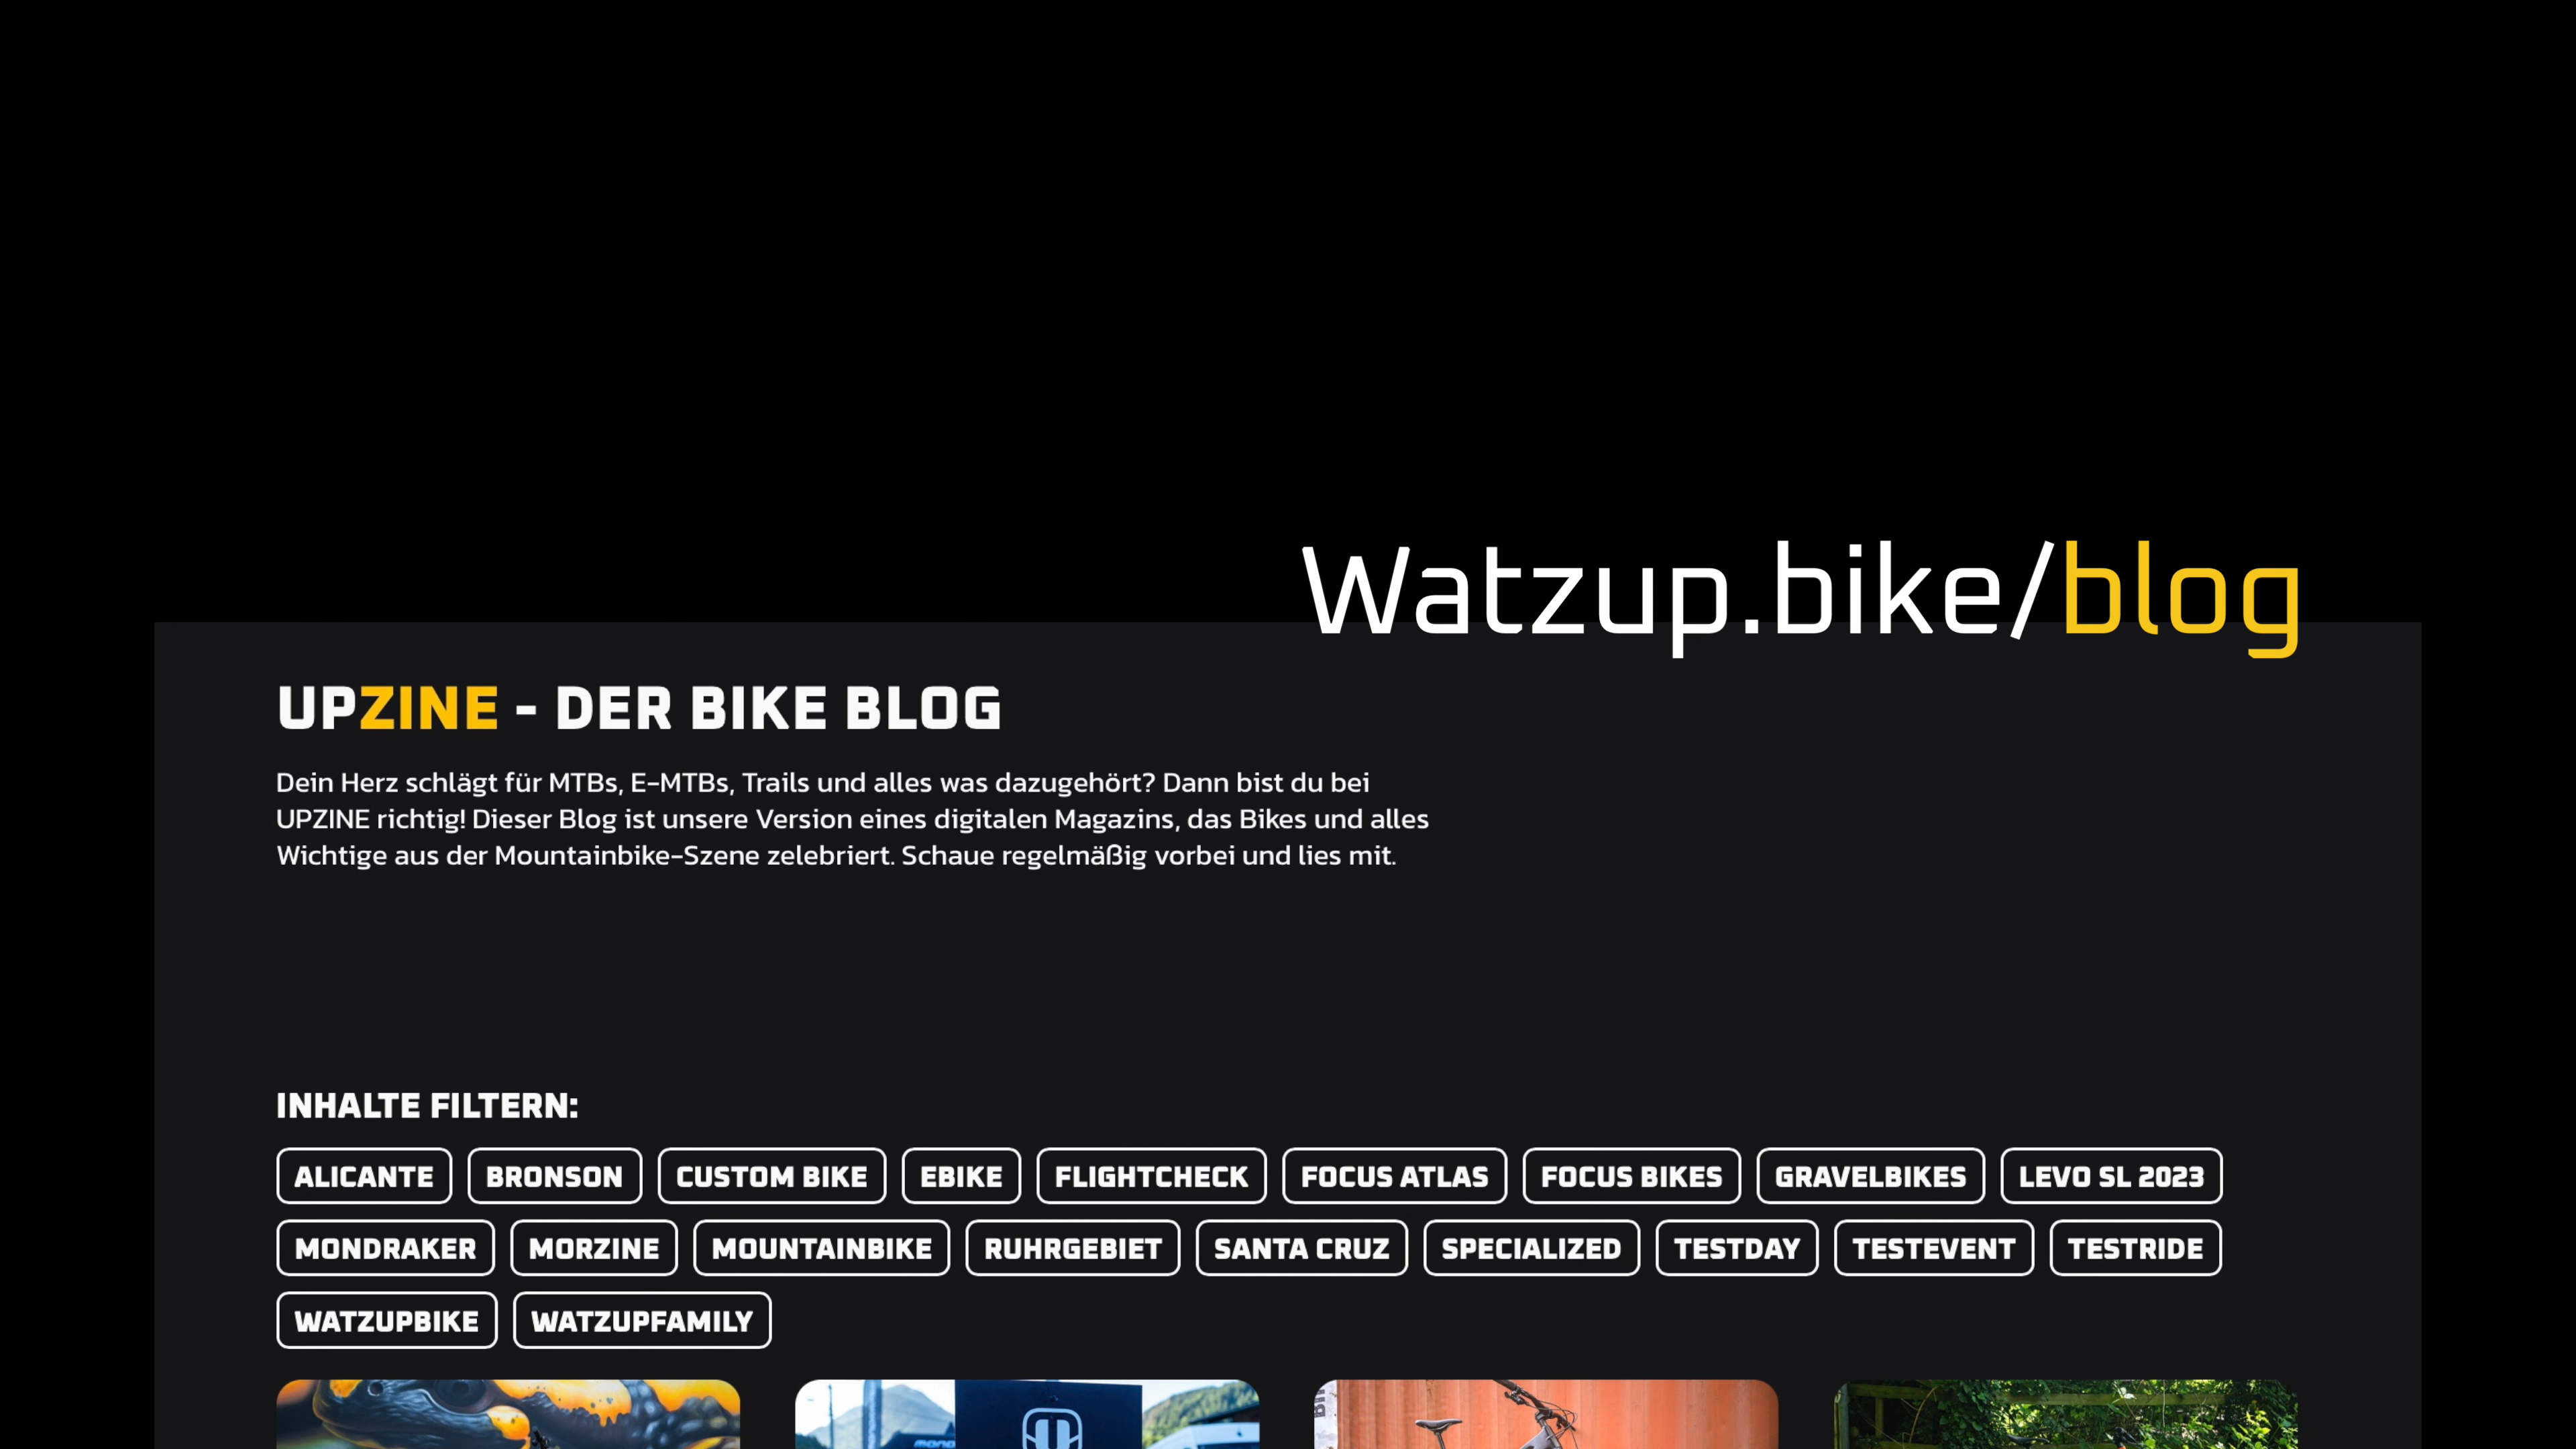 Watzup.bike/blog
UPZINE - DER BIKE BLOG
Dein Herz schlägt für MTBs, E-MTBs, Trails und alles was dazugehört? Dann bist du bei
UPZINE richtig! Dieser Blog ist unsere Version eines digitalen Magazins, das Bikes und alles
Wichtige aus der Mountainbike-Szene zelebriert. Schaue regelmäßig vorbei und lies mit.
INHALTE FILTERN:
ALICANTE BRONSON CUSTOM BIKE EBIKE FLIGHTCHECK FOCUS ATLAS FOCUS BIKES GRAVELBIKES LEVO SL 2023
MONDRAKER MORZINE MOUNTAINBIKE RUHRGEBIET SANTA CRUZ SPECIALIZED TESTDAY TESTEVENT TESTRIDE
WATZUPBIKE WATZUPFAMILY